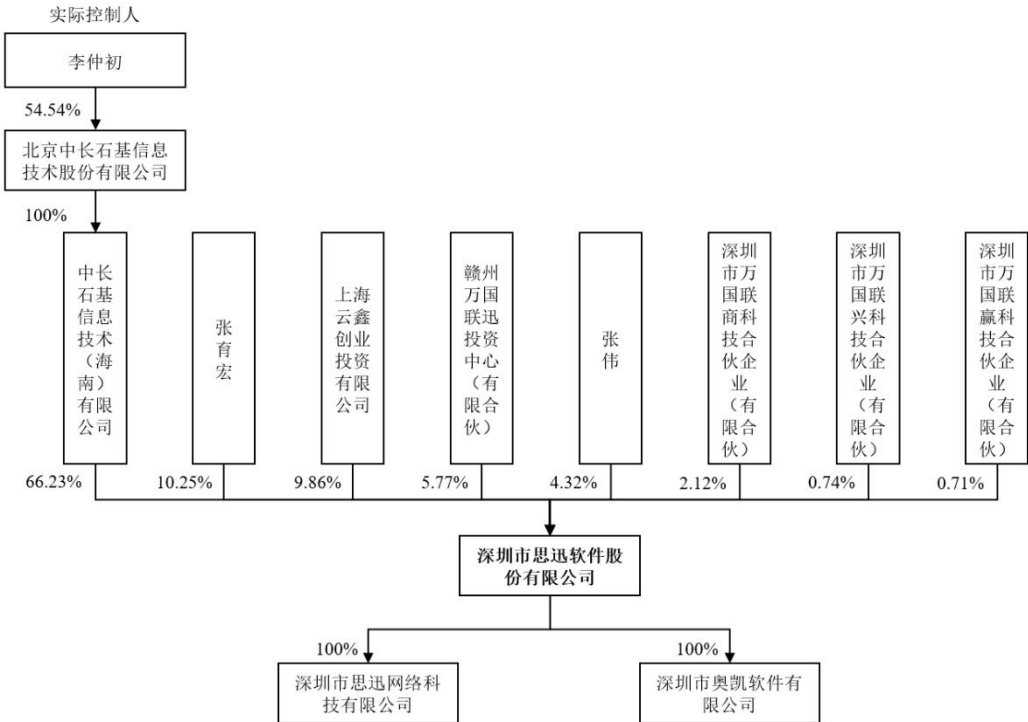 实际控制人
李仲初
54.54%
北京中长石基信息
技术股份有限公司
100%
中长
石基
信息
技术
（海
南）
有限
公司
张
育
宏
上海
云鑫
创业
投资
有限
公司
赣州
万国
联迅
投资
中心
（有
限合
伙）
张
伟
深圳
市万
国联
商科
技合
伙企
业
（有
限合
伙）
深圳
市万
国联
兴科
技合
伙企
业
（有
限合
伙）
深圳
市万
国联
赢科
技合
伙企
业
（有
限合
伙）
66.23%
10.25%
9.86%
5.77%
4.32%
2.12%
0.74%
0.71%
深圳市思迅软件股
份有限公司
100%
100%
深圳市思迅网络科
技有限公司
深圳市奥凯软件有
限公司